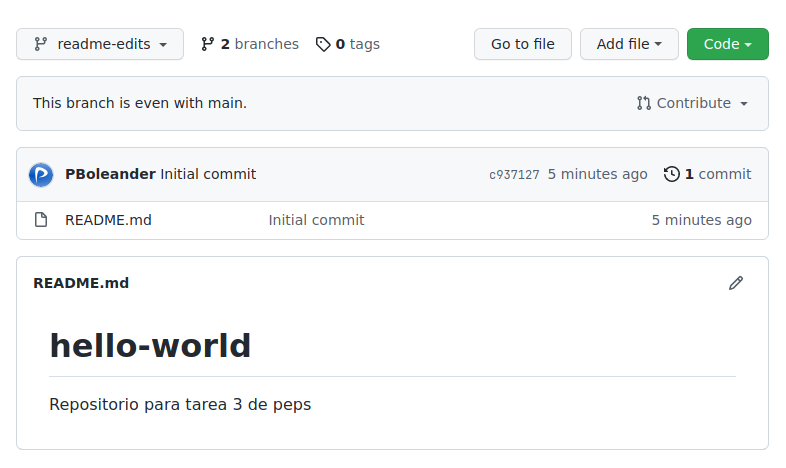 readme-edits 2 branches 0 tags Go to file Add file Code
This branch is even with main. Contribute
PBoleander Initial commit c937127 5 minutes ago 1 commit
README.md Initial commit 5 minutes ago
README.md
hello-world
Repositorio para tarea 3 de peps